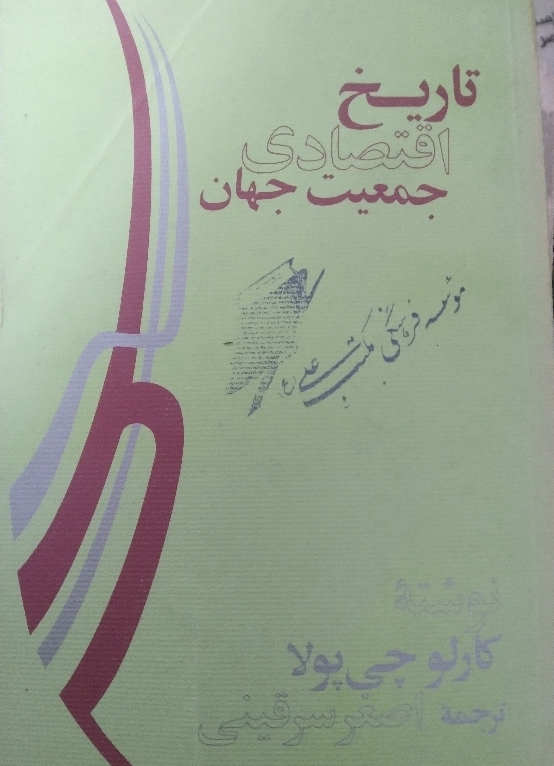 تاریخ
اقتصادی
جمعیت جهان
مؤسسه فرهنگی مکتب علی (ع)
نوشتهٔ
کارلو چی‌پولا
ترجمهٔ اصغر سرقینی